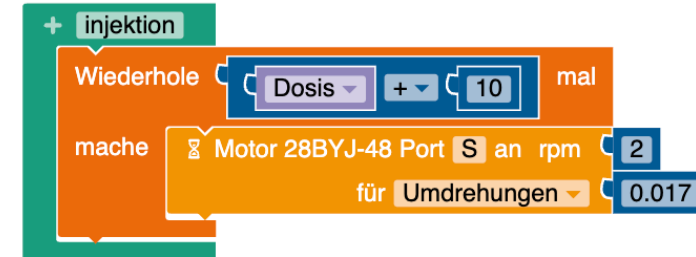 + injektion
Wiederhole Dosis + 10 mal
mache Motor 28BYJ-48 Port S an rpm 2
für Umdrehungen 0.017